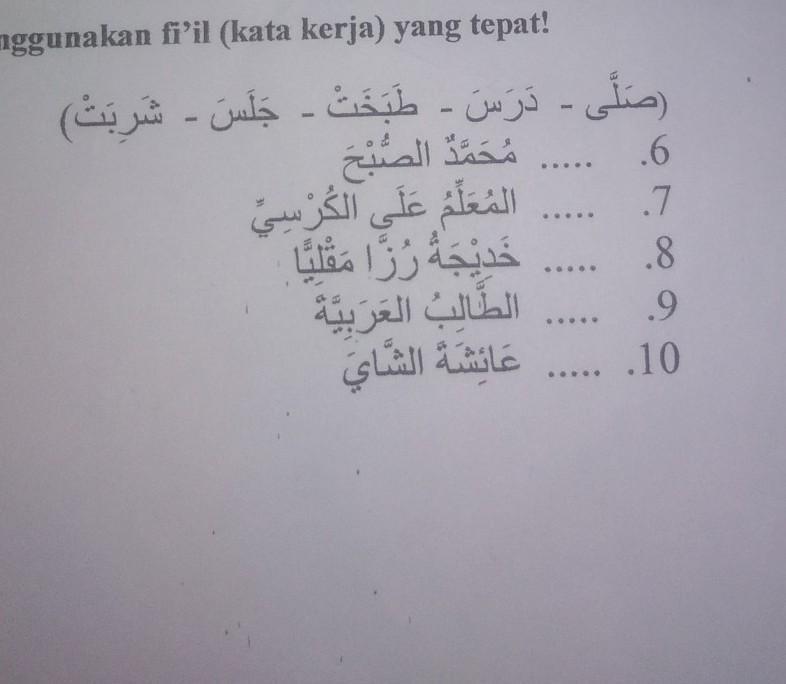 nggunakan fi’il (kata kerja) yang tepat!
(صَلَّى - دَرَسَ - طَبَخَتْ - جَلَسَ - شَرِبَتْ)
6. ..... مُحَمَّدٌ الصُّبْحَ
7. ..... المُعَلِّمُ عَلَى الكُرْسِيِّ
8. ..... خَدِيْجَةُ رُزًّا مَقْلِيًّا
9. ..... الطَّالِبُ العَرَبِيَّةَ
10. ..... عَائِشَةَ الشَّايَ